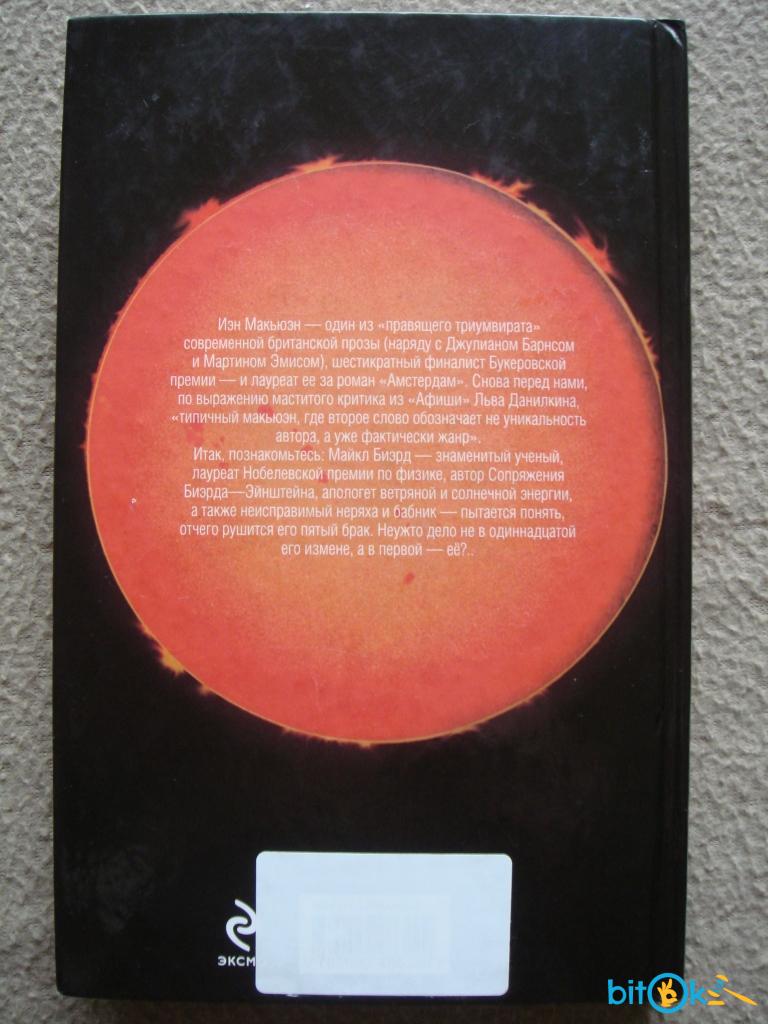 Иэн Макьюэн — один из «правящего триумвирата»
современной британской прозы (наряду с Джулианом Барнсом
и Мартином Эмисом), шестикратный финалист Букеровской
премии — и лауреат ее за роман «Амстердам». Снова перед нами,
по выражению маститого критика из «Афиши» Льва Данилкина,
«типичный макьюэн, где второе слово обозначает не уникальность
автора, а уже фактически жанр».
Итак, познакомьтесь: Майкл Биэрд — знаменитый ученый,
лауреат Нобелевской премии по физике, автор Сопряжения
Биэрда—Эйнштейна, апологет ветряной и солнечной энергии,
а также неисправимый неряха и бабник — пытается понять,
отчего рушится его пятый брак. Неужто дело не в одиннадцатой
его измене, а в первой — её?..
ЭКСМО
bitOk